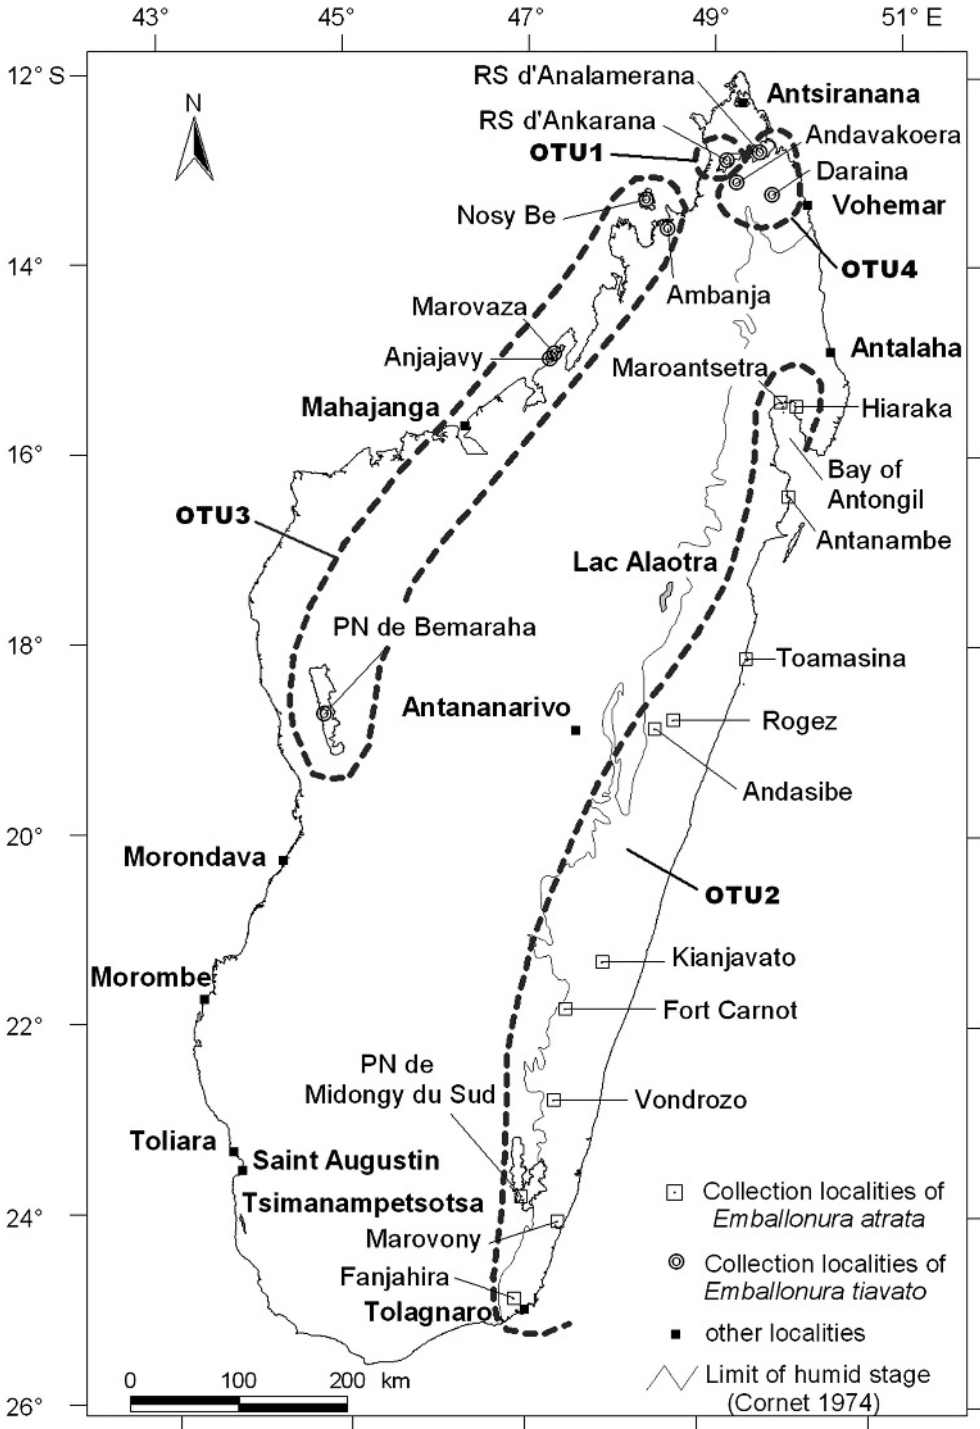 43°
45°
47°
49°
51° E
12° S
RS d'Analamerana
Antsiranana
N
RS d'Ankarana
Andavakoera
OTU1
Daraina
Nosy Be
Vohemar
14°
OTU4
Ambanja
Marovaza
Anjajavy
Antalaha
Maroantsetra
Mahajanga
Hiaraka
16°
Bay of
Antongil
OTU3
Antanambe
Lac Alaotra
PN de Bemaraha
18°
Toamasina
Antananarivo
Rogez
Andasibe
20°
Morondava
OTU2
Kianjavato
Morombe
Fort Carnot
22°
PN de
Midongy du Sud
Vondrozo
Toliara
Saint Augustin
Tsimanampetsotsa
24°
Marovony
Fanjahira
Tolagnaro
Collection localities of
Emballonura atrata
Collection localities of
Emballonura tiavato
other localities
Limit of humid stage
(Cornet 1974)
0 100 200 km
26°